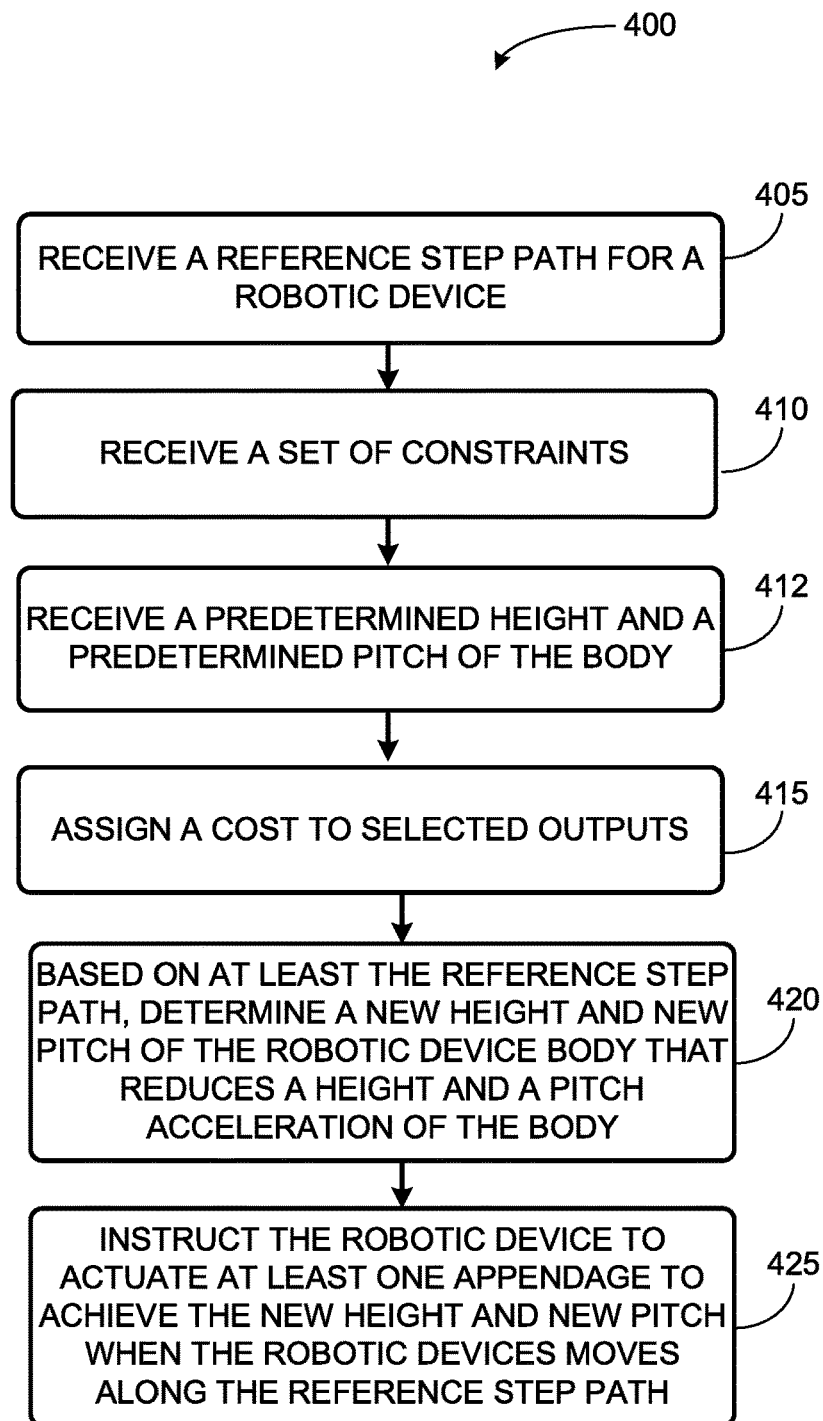 400
405
RECEIVE A REFERENCE STEP PATH FOR A
ROBOTIC DEVICE
410
RECEIVE A SET OF CONSTRAINTS
412
RECEIVE A PREDETERMINED HEIGHT AND A
PREDETERMINED PITCH OF THE BODY
415
ASSIGN A COST TO SELECTED OUTPUTS
420
BASED ON AT LEAST THE REFERENCE STEP
PATH, DETERMINE A NEW HEIGHT AND NEW
PITCH OF THE ROBOTIC DEVICE BODY THAT
REDUCES A HEIGHT AND A PITCH
ACCELERATION OF THE BODY
425
INSTRUCT THE ROBOTIC DEVICE TO
ACTUATE AT LEAST ONE APPENDAGE TO
ACHIEVE THE NEW HEIGHT AND NEW PITCH
WHEN THE ROBOTIC DEVICES MOVES
ALONG THE REFERENCE STEP PATH